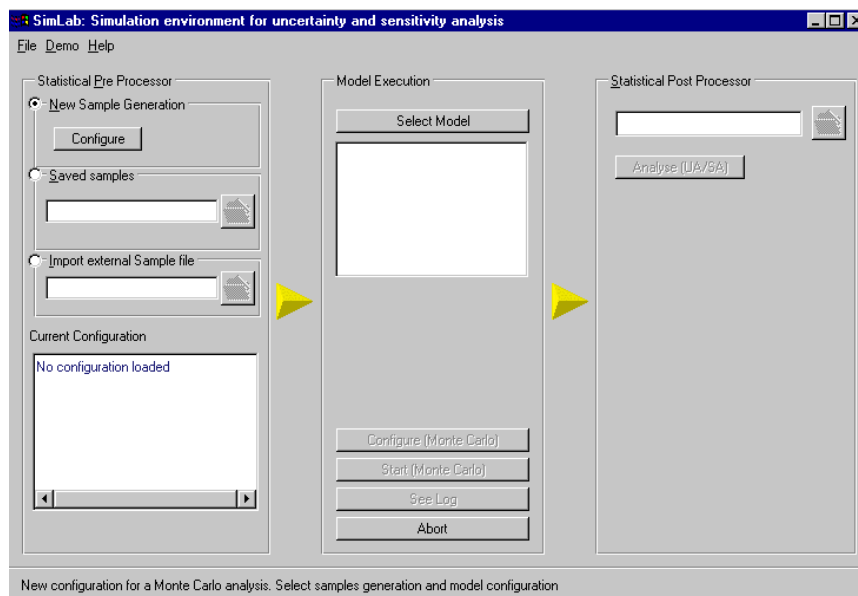 SimLab: Simulation environment for uncertainty and sensitivity analysis
File Demo Help
Statistical Pre Processor
New Sample Generation
Configure
Saved samples
Import external Sample file
Current Configuration
No configuration loaded
Model Execution
Select Model
Configure (Monte Carlo)
Start (Monte Carlo)
See Log
Abort
Statistical Post Processor
Analyse (UA/SA)
New configuration for a Monte Carlo analysis. Select samples generation and model configuration